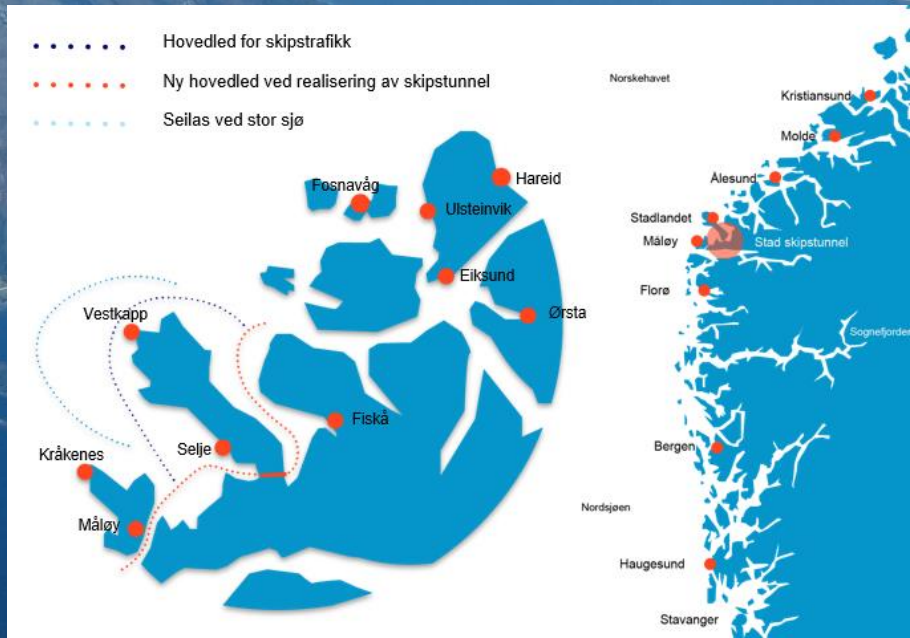 Hovedled for skipstrafikk
Ny hovedled ved realisering av skipstunnel
Seilas ved stor sjø
Fosnavåg
Hareid
Ulsteinvik
Eiksund
Ørsta
Vestkapp
Fiskå
Selje
Kråkenes
Måløy
Norskehavet
Kristiansund
Molde
Ålesund
Stadlandet
Måløy
Stad skipstunnel
Florø
Sognefjorden
Bergen
Nordsjøen
Haugesund
Stavanger